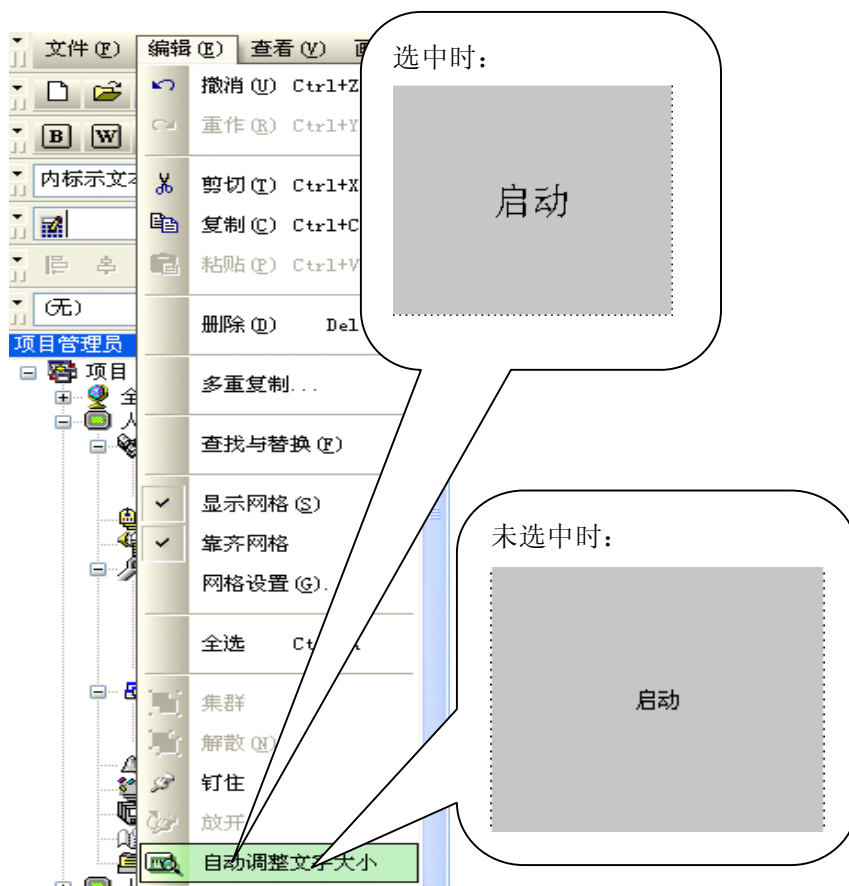 文件(F) 编辑(E) 查看(V)
选中时：
撤消(U) Ctrl+Z
重作(R) Ctrl+Y
启动
内标示文
剪切(T) Ctrl+X
复制(C) Ctrl+C
粘贴(P) Ctrl+V
(无)
删除(D) Del
项目管理员
项目
多重复制...
全
人
查找与替换(F)
显示网格(S)
未选中时：
靠齐网格
网格设置(G).
全选
启动
集群
解散(N)
钉住
放开
自动调整文字大小